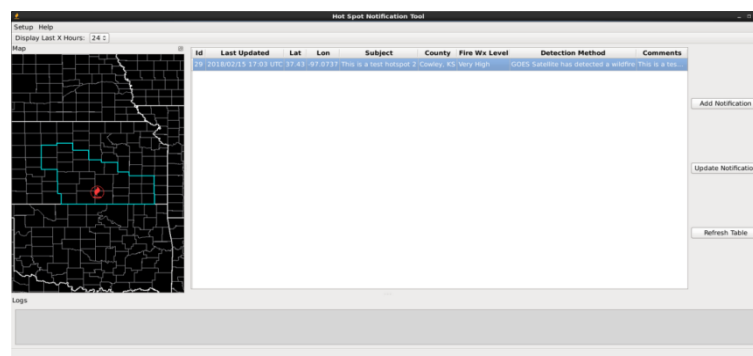 Hot Spot Notification Tool
Setup Help
Display Last X Hours: 24
Map
Id Last Updated Lat Lon Subject County Fire Wx Level Detection Method Comments
29 2018/02/15 17:03 UTC 37.43 -97.0737 This is a test hotspot 2 Cowley, KS Very High GOES Satellite has detected a wildfire This is a tes...
Add Notification
Update Notificatio
Refresh Table
Logs